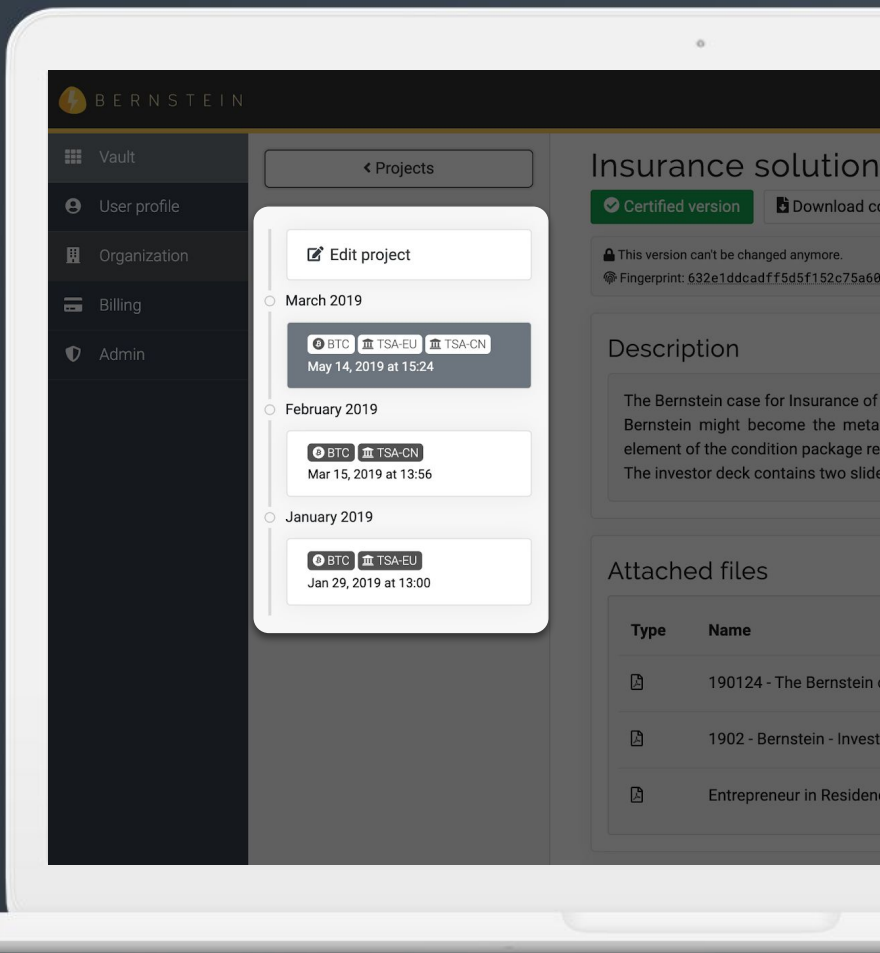 BERNSTEIN
Vault
User profile
Organization
Billing
Admin
Projects
Edit project
March 2019
BTC TSA-EU TSA-CN
May 14, 2019 at 15:24
February 2019
BTC TSA-CN
Mar 15, 2019 at 13:56
January 2019
BTC TSA-EU
Jan 29, 2019 at 13:00
Insurance solution
Certified version Download co
This version can't be changed anymore.
Fingerprint: 632e1ddcadff5d5f152c75a60
Description
The Bernstein case for Insurance of
Bernstein might become the meta
element of the condition package re
The investor deck contains two slide
Attached files
Type Name
190124 - The Bernstein
1902 - Bernstein - Invest
Entrepreneur in Residen